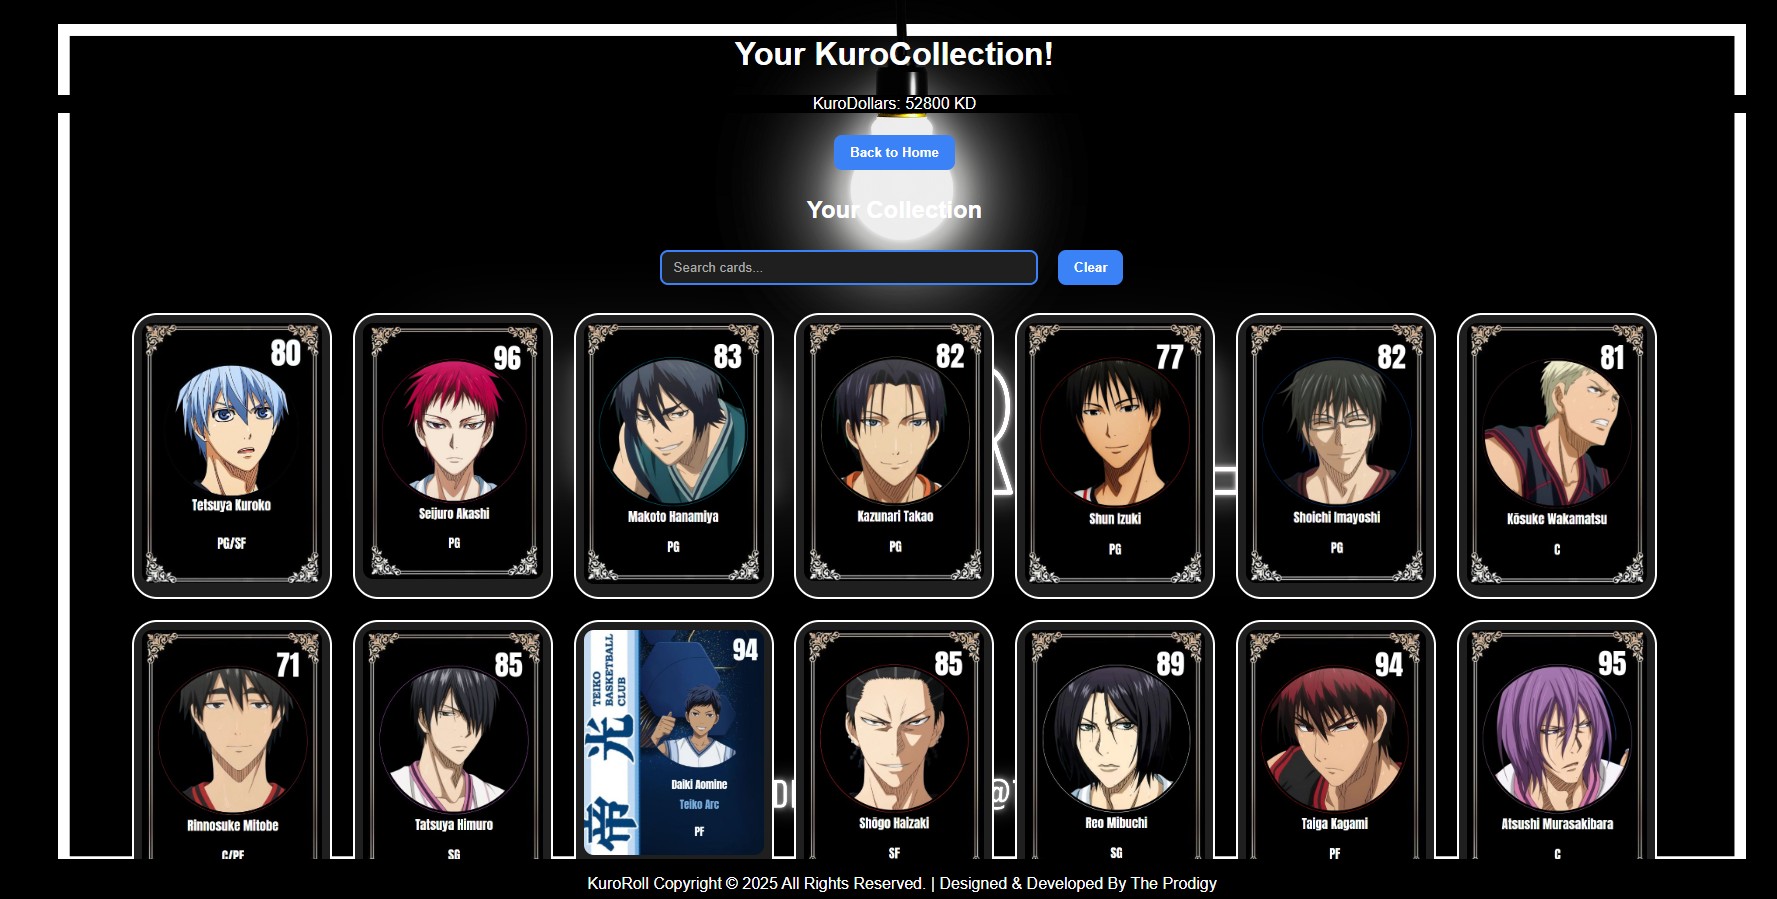 Your KuroCollection!
KuroDollars: 52800 KD
Back to Home
Your Collection
Search cards...
Clear
80
Tetsuya Kuroko
PG/SF
96
Seijuro Akashi
PG
83
Makoto Hanamiya
PG
82
Kazunari Takao
PG
77
Shun Izuki
PG
82
Shoichi Imayoshi
PG
81
Kōsuke Wakamatsu
C
71
Rinnosuke Mitobe
C/PF
85
Tatsuya Himuro
SG
94
TEIKO
BASKETBALL
CLUB
帝光
Daiki Aomine
Teiko Arc
PF
85
Shōgo Haizaki
SF
89
Reo Mibuchi
SG
94
Taiga Kagami
PF
95
Atsushi Murasakibara
C
KuroRoll Copyright © 2025 All Rights Reserved. | Designed & Developed By The Prodigy